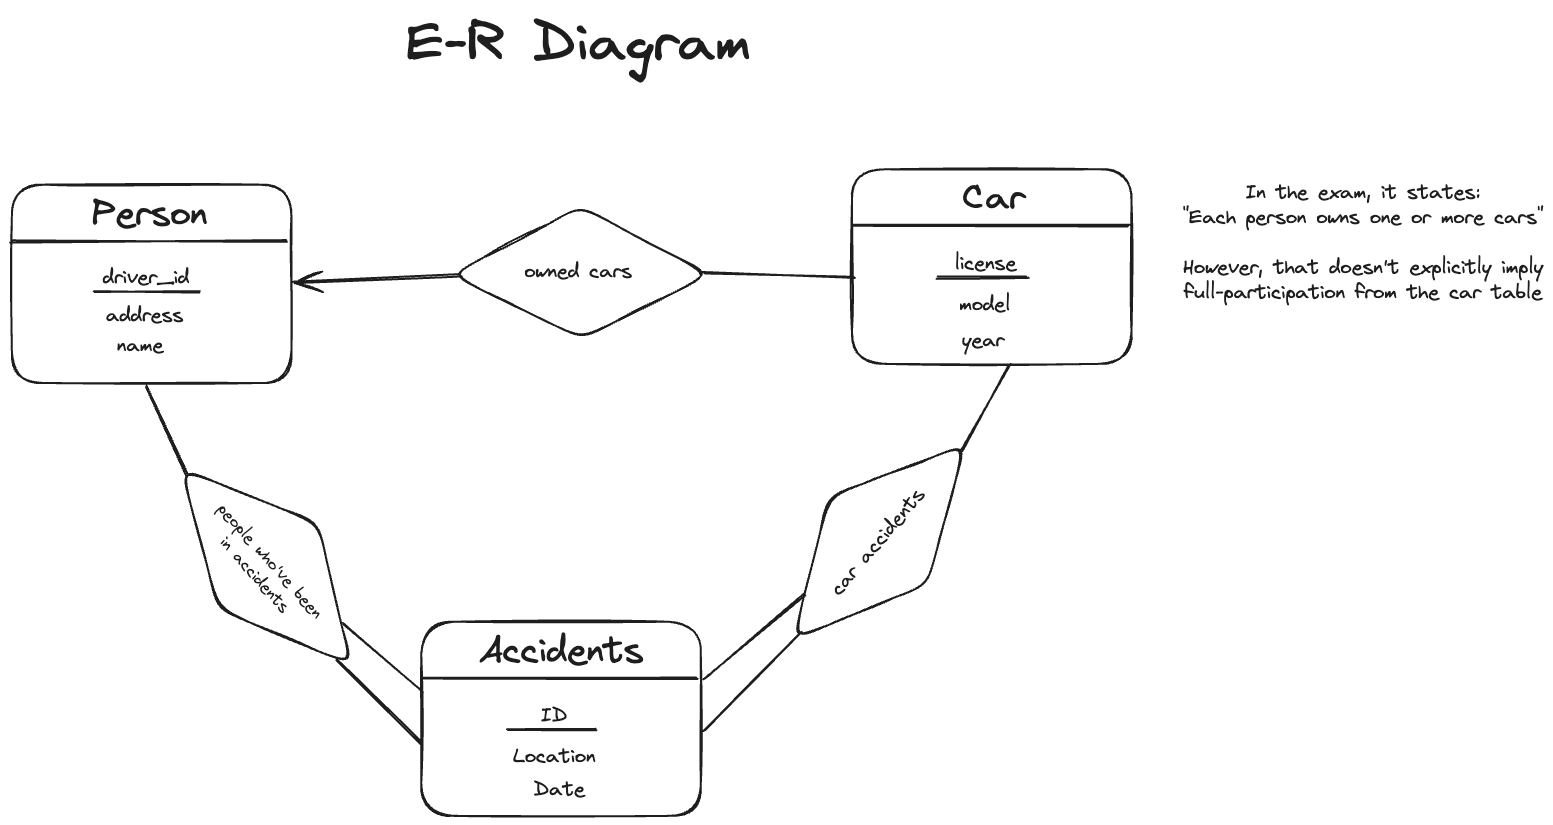 E-R Diagram
Person
driver_id
address
name
owned cars
Car
license
model
year
In the exam, it states:
"Each person owns one or more cars"
However, that doesn't explicitly imply
full-participation from the car table
people who've been
in accidents
car accidents
Accidents
ID
Location
Date